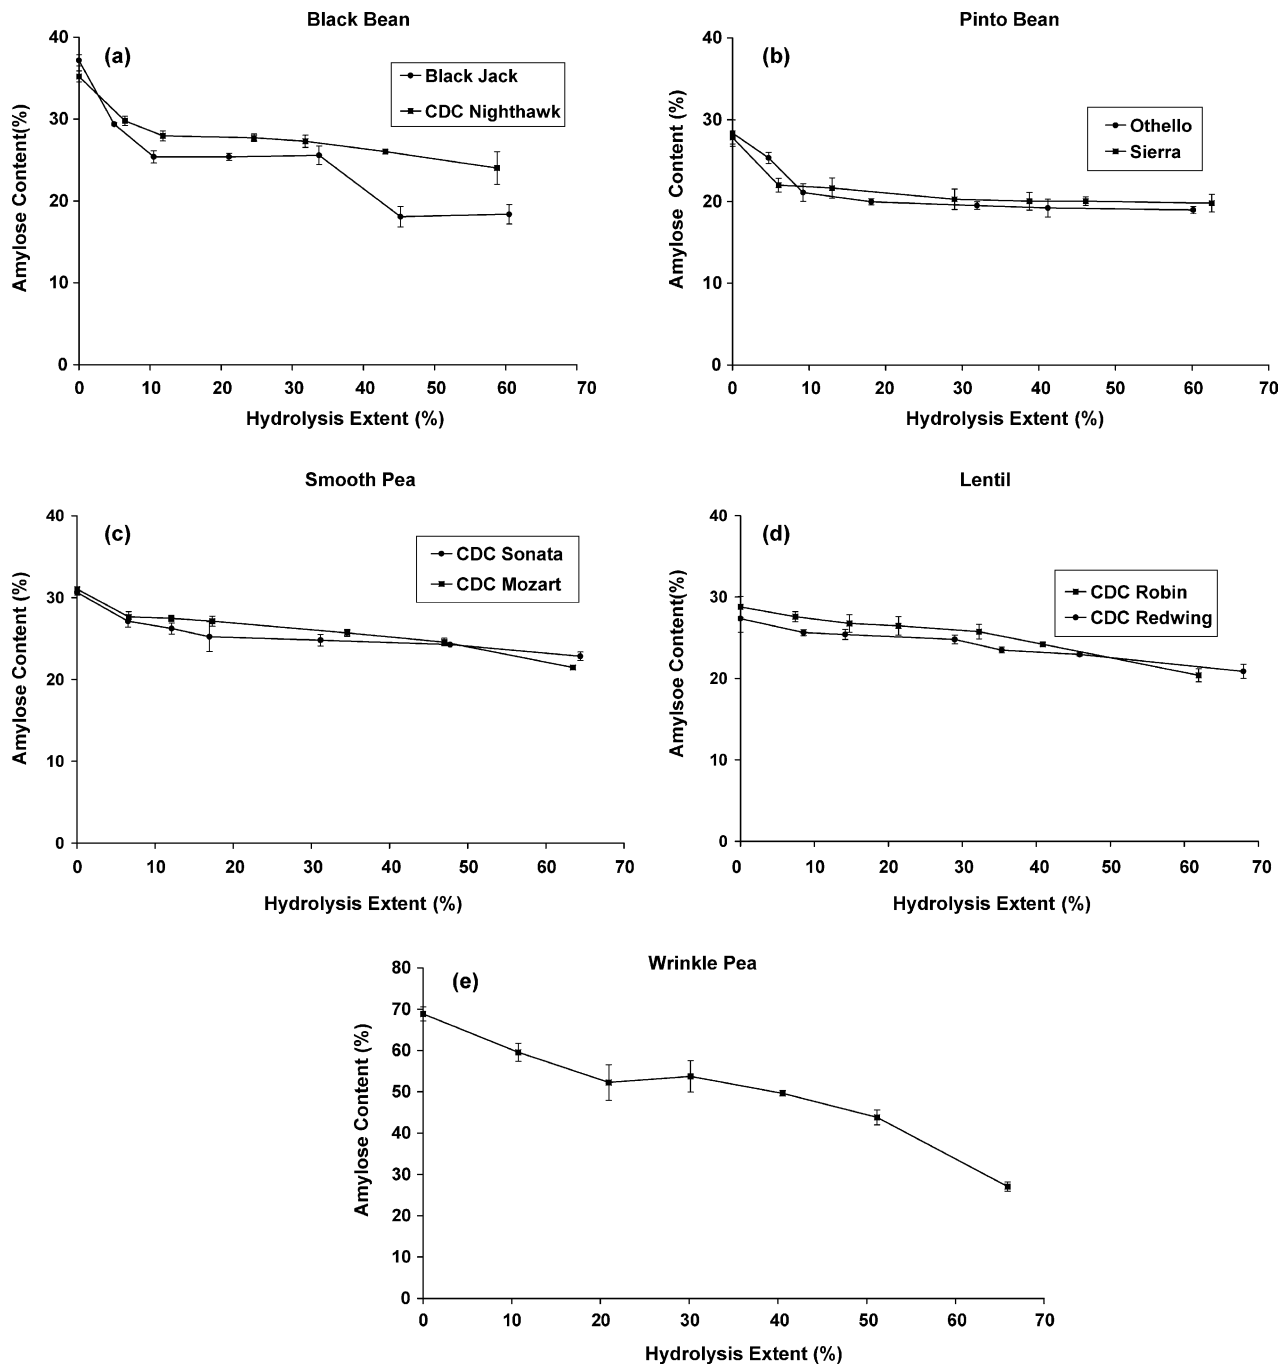 Black Bean
(a)
Black Jack
CDC Nighthawk
Amylose Content(%)
40
30
20
10
0
0 10 20 30 40 50 60 70
Hydrolysis Extent (%)
Pinto Bean
(b)
Othello
Sierra
Amylose Content (%)
40
30
20
10
0
0 10 20 30 40 50 60 70
Hydrolysis Extent (%)
Smooth Pea
(c)
CDC Sonata
CDC Mozart
Amylose Content (%)
40
30
20
10
0
0 10 20 30 40 50 60 70
Hydrolysis Extent (%)
Lentil
(d)
CDC Robin
CDC Redwing
Amylsoe Content(%)
40
30
20
10
0
0 10 20 30 40 50 60 70
Hydrolysis Extent (%)
Wrinkle Pea
(e)
Amylose Content (%)
80
70
60
50
40
30
20
10
0
0 10 20 30 40 50 60 70
Hydrolysis Extent (%)